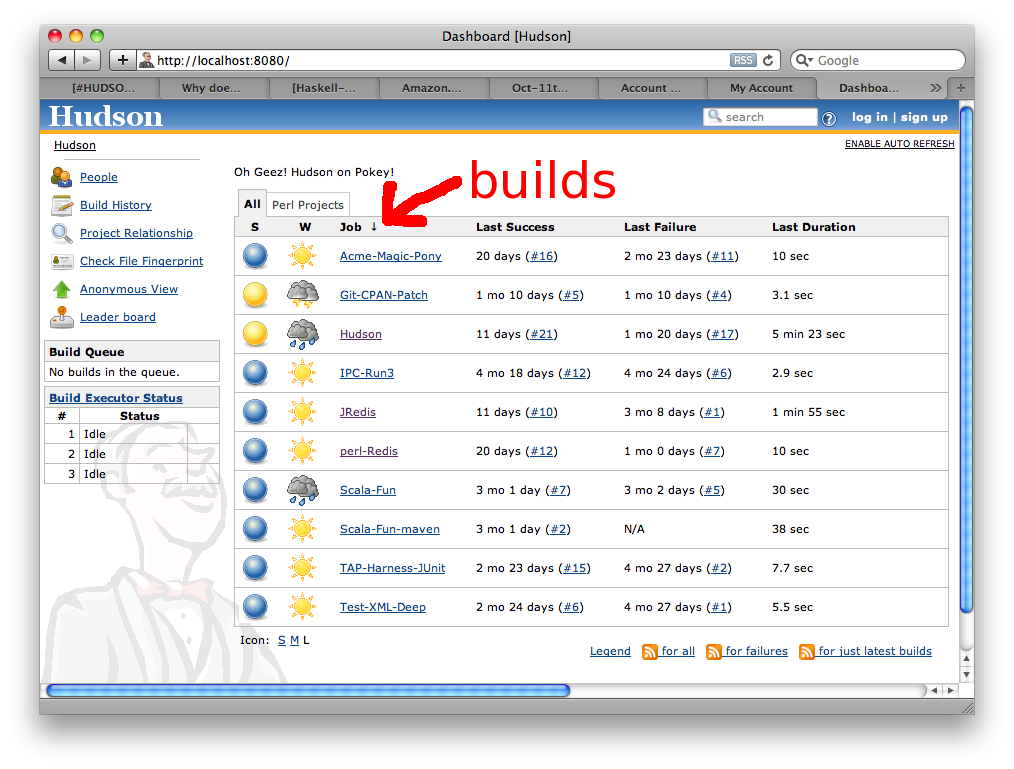 Dashboard [Hudson]
http://localhost:8080/ RSS Google
[#HUDSO... Why doe... [Haskell-... Amazon.... Oct-11t... Account ... My Account Dashboa... >> +
Hudson search ? log in | sign up
Hudson ENABLE AUTO REFRESH
People
Build History
Project Relationship
Check File Fingerprint
Anonymous View
Leader board
Build Queue
No builds in the queue.
Build Executor Status
# Status
1 Idle
2 Idle
3 Idle
Oh Geez! Hudson on Pokey!
builds
All Perl Projects
S W Job ↓ Last Success Last Failure Last Duration
Acme-Magic-Pony 20 days (#16) 2 mo 23 days (#11) 10 sec
Git-CPAN-Patch 1 mo 10 days (#5) 1 mo 10 days (#4) 3.1 sec
Hudson 11 days (#21) 1 mo 20 days (#17) 5 min 23 sec
IPC-Run3 4 mo 18 days (#12) 4 mo 24 days (#6) 2.9 sec
JRedis 11 days (#10) 3 mo 8 days (#1) 1 min 55 sec
perl-Redis 20 days (#12) 1 mo 0 days (#7) 10 sec
Scala-Fun 3 mo 1 day (#7) 3 mo 2 days (#5) 30 sec
Scala-Fun-maven 3 mo 1 day (#2) N/A 38 sec
TAP-Harness-JUnit 2 mo 23 days (#15) 4 mo 27 days (#2) 7.7 sec
Test-XML-Deep 2 mo 24 days (#6) 4 mo 27 days (#1) 5.5 sec
Icon: S M L
Legend for all for failures for just latest builds